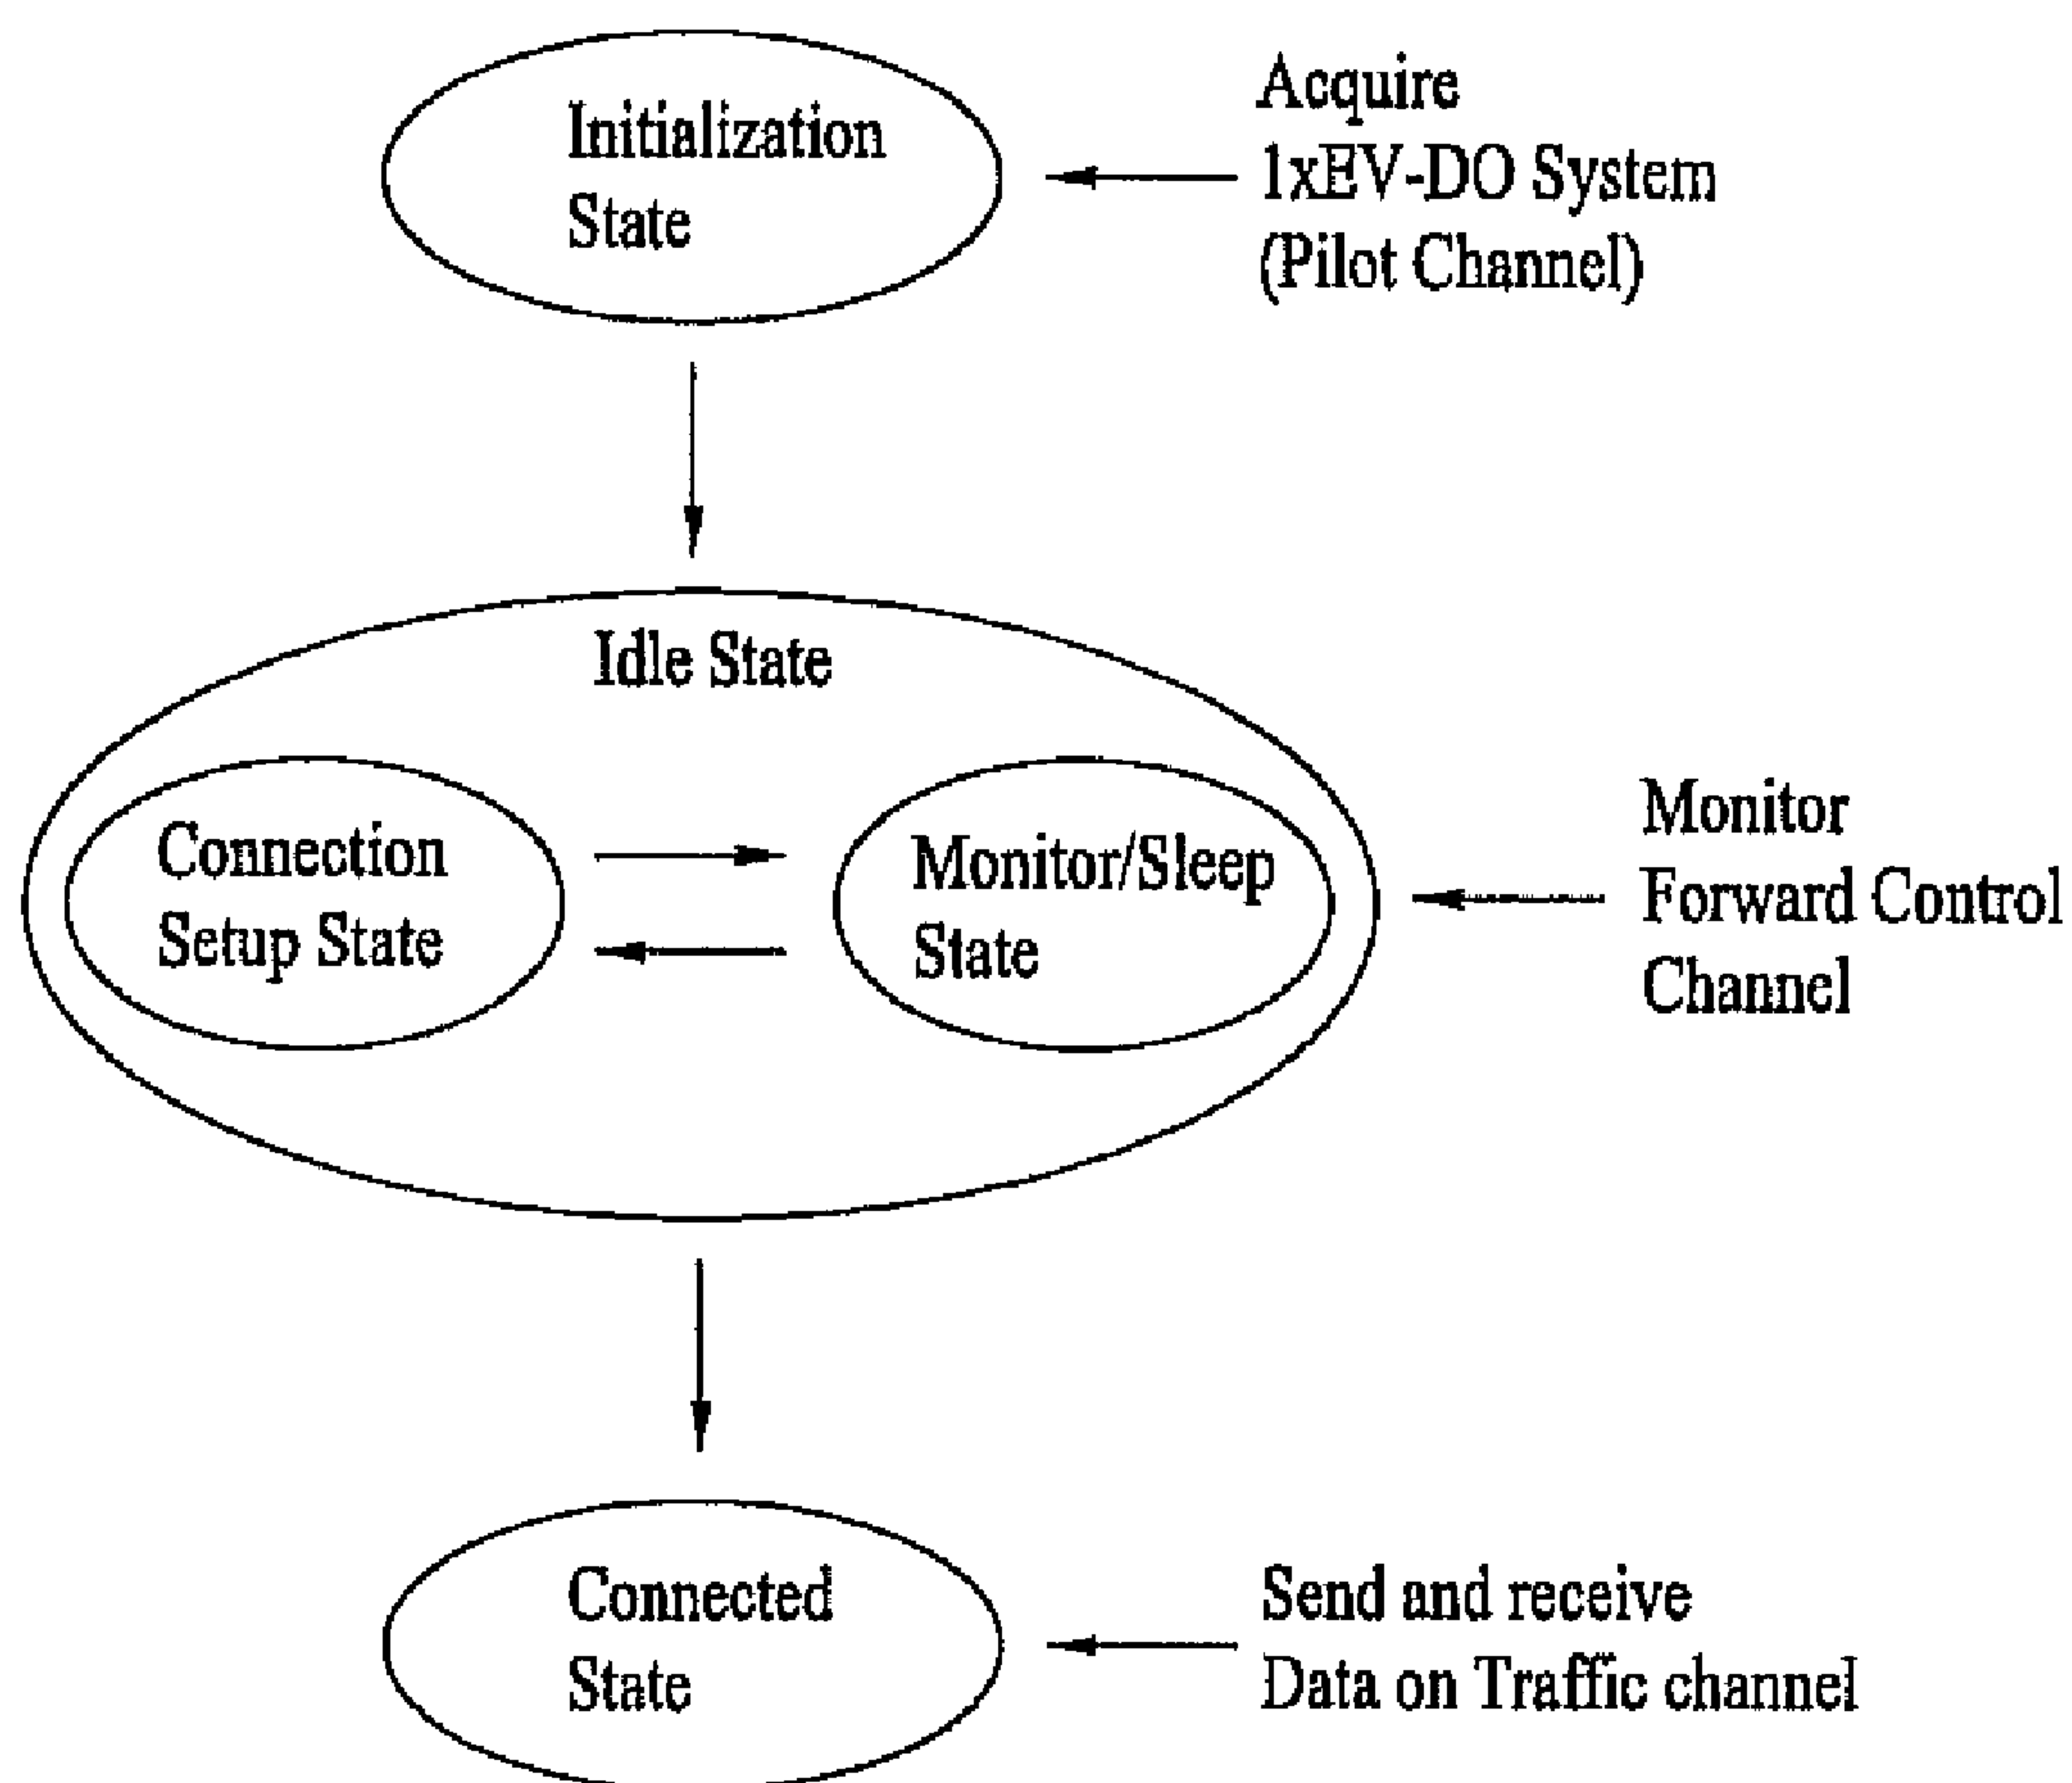 Initialization
State
Acquire
1xEV-DO System
(Pilot Channel)
Idle State
Connection
Setup State
Monitor/Sleep
State
Monitor
Forward Control
Channel
Connected
State
Send and receive
Data on Traffic channel